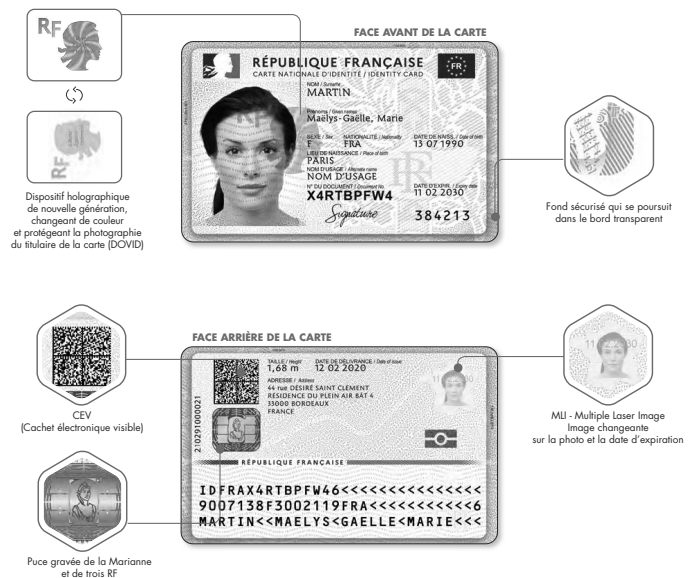 FACE AVANT DE LA CARTE
RF
RF
Dispositif holographique
de nouvelle génération,
changeant de couleur
et protégeant la photographie
du titulaire de la carte (DOVID)
RÉPUBLIQUE FRANÇAISE
CARTE NATIONALE D'IDENTITÉ / IDENTITY CARD
FR
NOM / Surname
MARTIN
Prénoms / Given names
Maëlys-Gaëlle, Marie
SEXE / Sex NATIONALITÉ / Nationality DATE DE NAISS. / Date of birth
F FRA 13 07 1990
LIEU DE NAISSANCE / Place of birth
PARIS
NOM D'USAGE / Alternate name
NOM D'USAGE
N° DU DOCUMENT / Document No DATE D'EXPIR. / Expiry date
X4RTBPFW4 11 02 2030
Signature
384213
Fond sécurisé qui se poursuit
dans le bord transparent
FACE ARRIÈRE DE LA CARTE
CEV
(Cachet électronique visible)
Puce gravée de la Marianne
et de trois RF
TAILLE / Height DATE DE DÉLIVRANCE / Date of issue
1,68 m 12 02 2020
ADRESSE / Address
44 rue DÉSIRÉ SAINT CLÉMENT
RÉSIDENCE DU PLEIN AIR BÂT 4
33000 BORDEAUX
FRANCE
210291000021
RÉPUBLIQUE FRANÇAISE
IDFRAX4RTBPFW46<<<<<<<<<<<<<<<
9007138F3002119FRA<<<<<<<<<<<6
MARTIN<<MAELYS<GAELLE<MARIE<<<
MLI - Multiple Laser Image
Image changeante
sur la photo et la date d'expiration